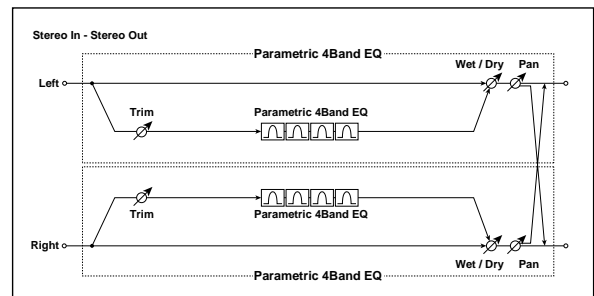 Stereo In - Stereo Out
Parametric 4Band EQ
Wet / Dry Pan
Left
Trim Parametric 4Band EQ
Trim Parametric 4Band EQ
Right
Wet / Dry Pan
Parametric 4Band EQ